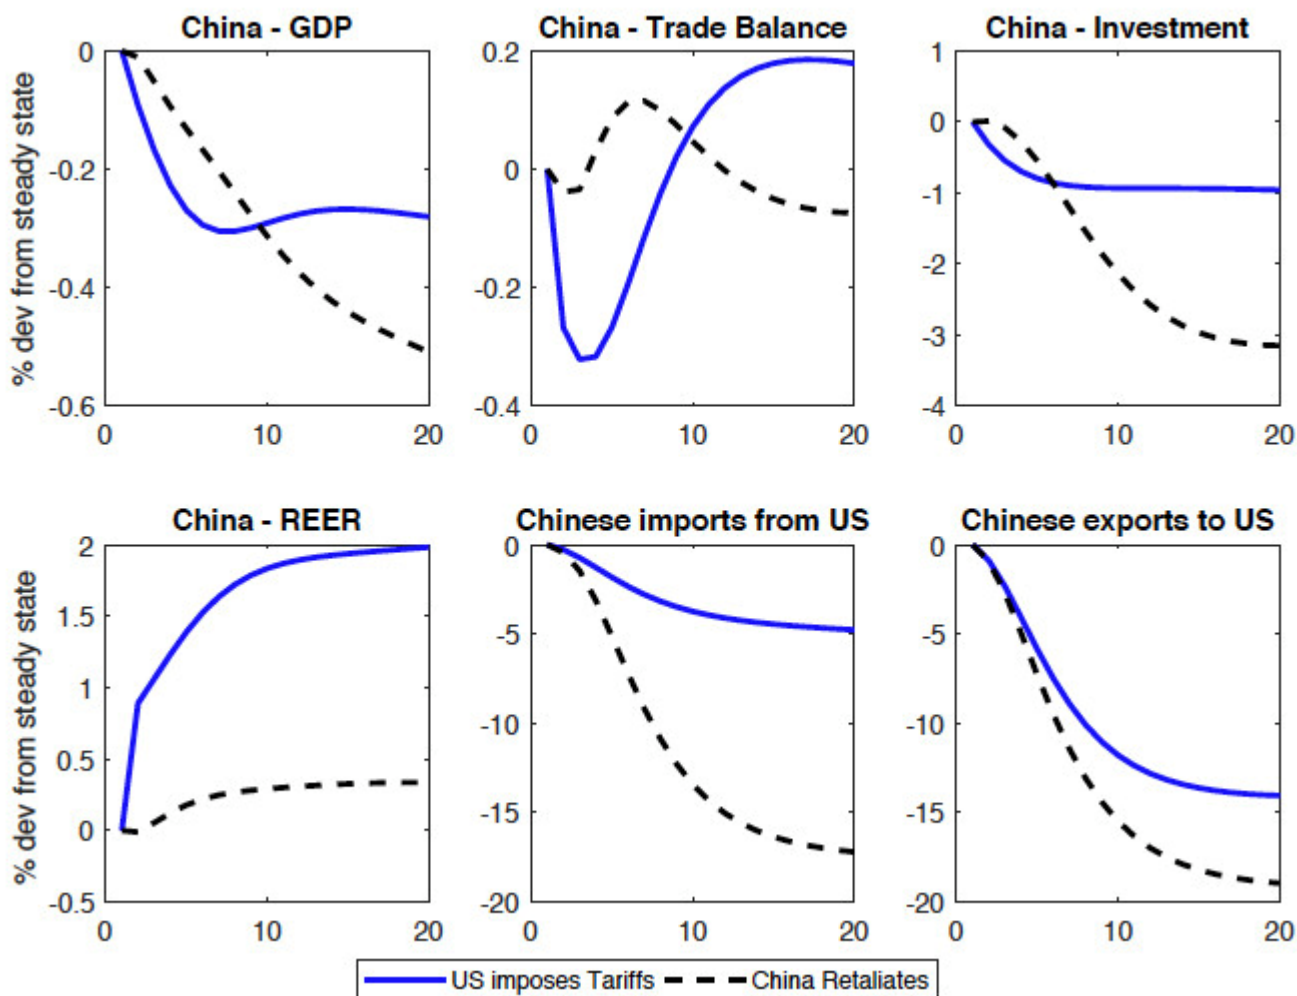 China - GDP
China - Trade Balance
China - Investment
% dev from steady state
0
-0.2
-0.4
-0.6
0 10 20
0.2
0
-0.2
-0.4
0 10 20
1
0
-1
-2
-3
-4
0 10 20
China - REER
Chinese imports from US
Chinese exports to US
% dev from steady state
2
1.5
1
0.5
0
-0.5
0 10 20
0
-5
-10
-15
-20
0 10 20
0
-5
-10
-15
-20
0 10 20
US imposes Tariffs China Retaliates